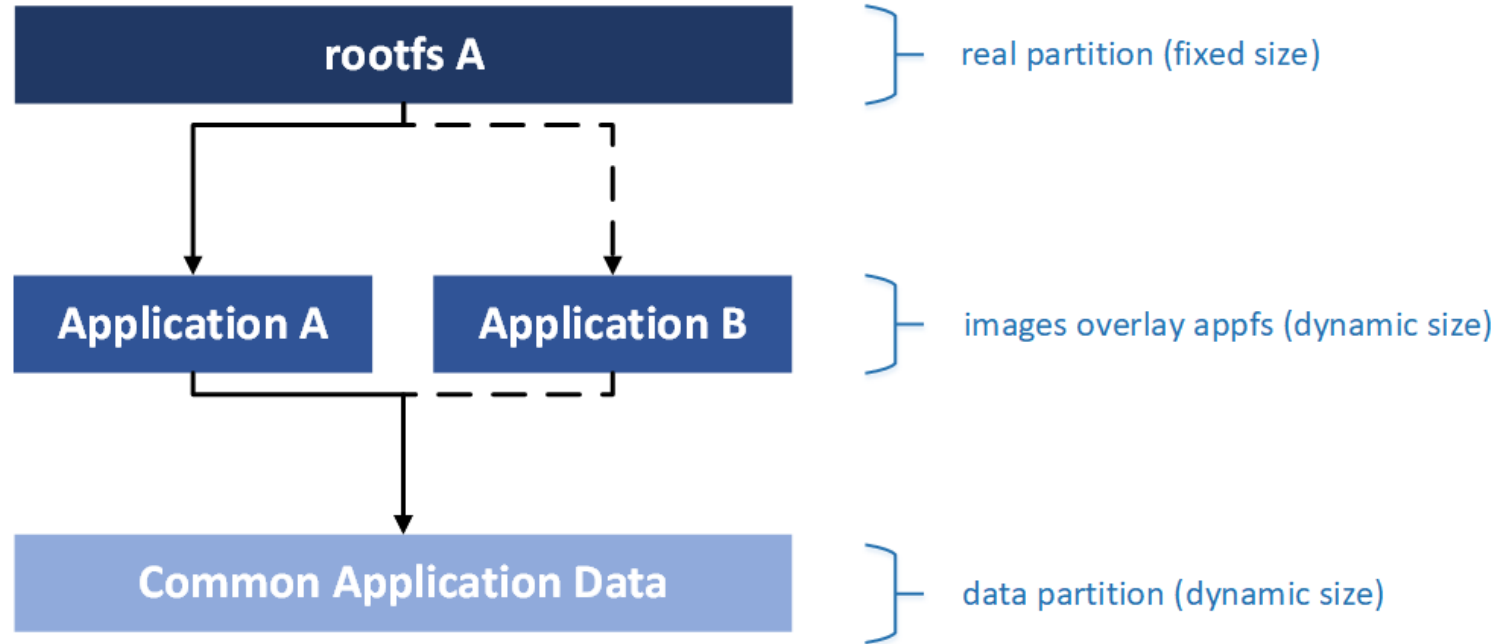 rootfs A
real partition (fixed size)
Application A
Application B
images overlay appfs (dynamic size)
Common Application Data
data partition (dynamic size)